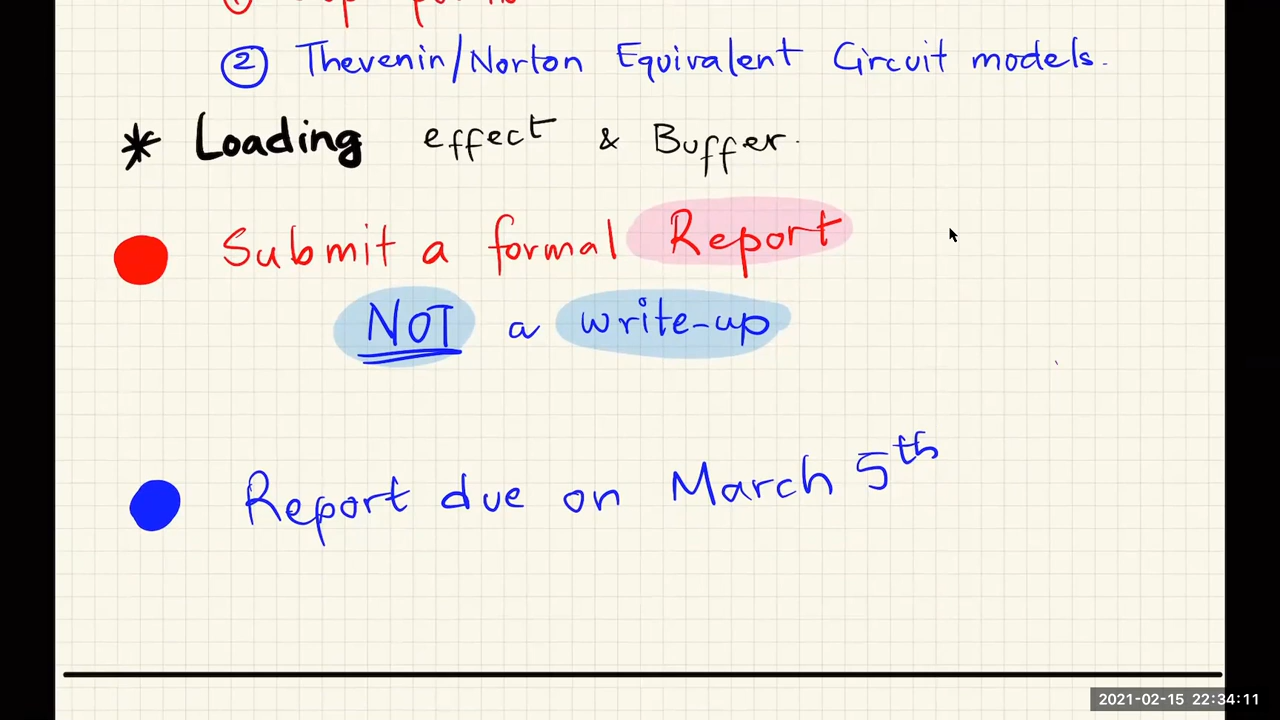 ①
② Thevenin/Norton Equivalent Circuit models.
* Loading effect & Buffer.
Submit a formal Report
NOT a write-up
Report due on March 5th
2021-02-15 22:34:11